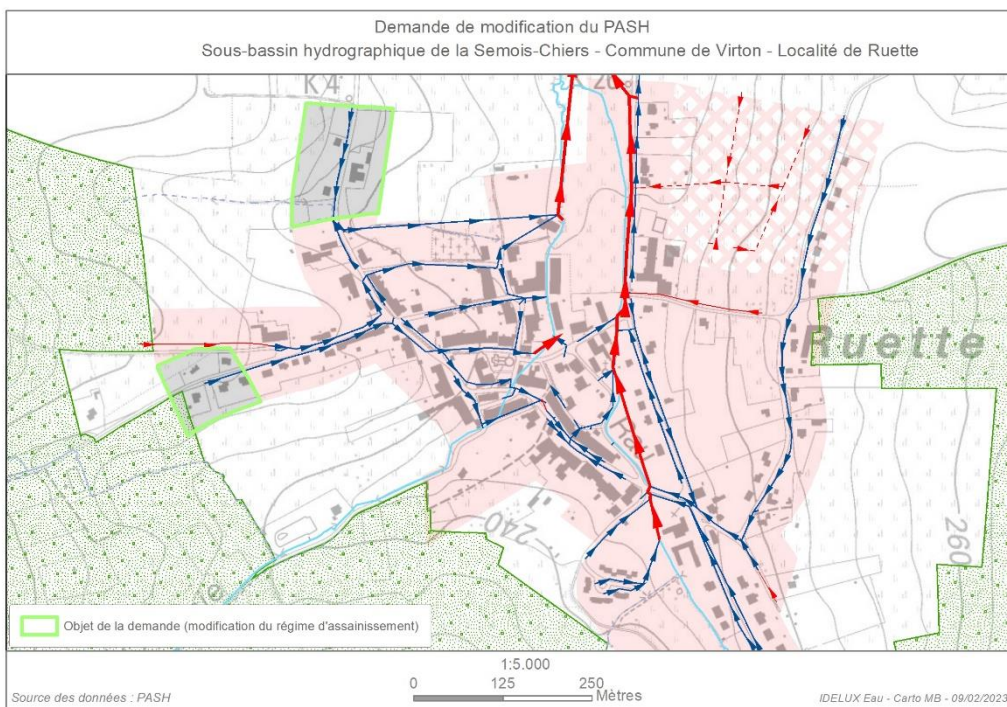 Demande de modification du PASH
Sous-bassin hydrographique de la Semois-Chiers - Commune de Virton - Localité de Ruette
K 4
Ruette
240
260
Objet de la demande (modification du régime d'assainissement)
1:5.000
0 125 250
Mètres
Source des données : PASH
IDELUX Eau - Carto MB - 09/02/2023